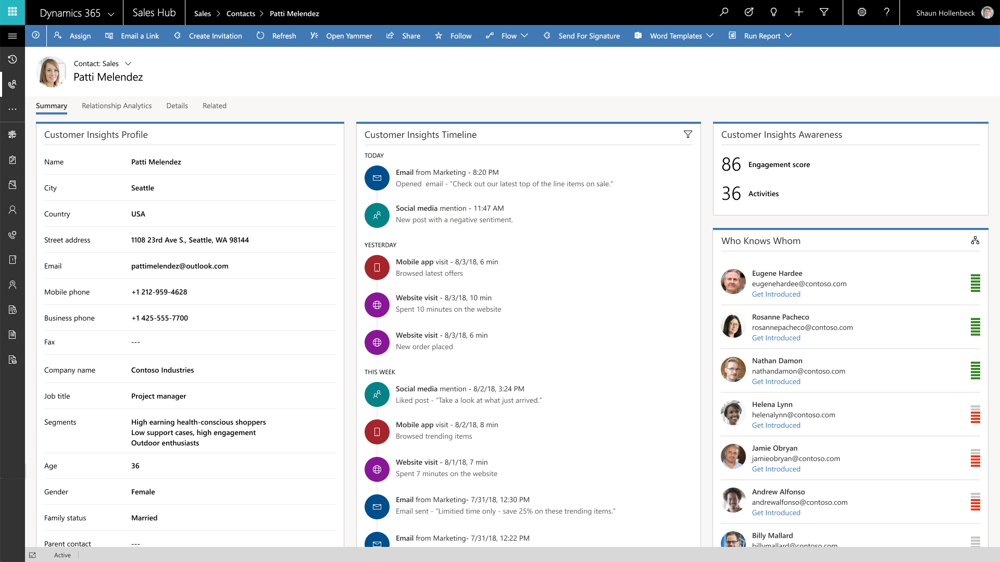 Dynamics 365
Sales Hub
Sales > Contacts > Patti Melendez
Shaun Hollenbeck
Assign
Email a Link
Create Invitation
Refresh
Open Yammer
Share
Follow
Flow
Send For Signature
Word Templates
Run Report
Contact: Sales
Patti Melendez
Summary
Relationship Analytics
Details
Related
Customer Insights Profile
Name Patti Melendez
City Seattle
Country USA
Street address 1108 23rd Ave S., Seattle, WA 98144
Email pattimelendez@outlook.com
Mobile phone +1 212-959-4628
Business phone +1 425-555-7700
Fax ---
Company name Contoso Industries
Job title Project manager
Segments High earning health-conscious shoppers
Low support cases, high engagement
Outdoor enthusiasts
Age 36
Gender Female
Family status Married
Parent contact ---
Customer Insights Timeline
TODAY
Email from Marketing - 8:20 PM
Opened  email - “Check out our latest top of the line items on sale.”
Social media mention - 11:47 AM
New post with a negative sentiment.
YESTERDAY
Mobile app visit - 8/3/18, 6 min
Browsed latest offers
Website visit - 8/3/18, 10 min
Spent 10 minutes on the website
Website visit - 8/3/18, 6 min
New order placed
THIS WEEK
Social media mention - 8/2/18, 3:24 PM
Liked post - “Take a look at what just arrived.”
Mobile app visit - 8/2/18, 8 min
Browsed trending items
Website visit - 8/1/18, 7 min
Spent 7 minutes on the website
Email from Marketing- 7/31/18, 12:30 PM
Email sent - “Limitied time only - save 25% on these trending items.”
Email from Marketing- 7/31/18, 12:22 PM
Customer Insights Awareness
86 Engagement score
36 Activities
Who Knows Whom
Eugene Hardee
eugenehardee@contoso.com
Get Introduced
Rosanne Pacheco
rosannepacheco@contoso.com
Get Introduced
Nathan Damon
nathandamon@contoso.com
Get Introduced
Helena Lynn
helenalynn@contoso.com
Get Introduced
Jamie Obryan
jamieobryan@contoso.com
Get Introduced
Andrew Alfonso
andrewalfonso@contoso.com
Get Introduced
Billy Mallard
billymallard@contoso.com
Active